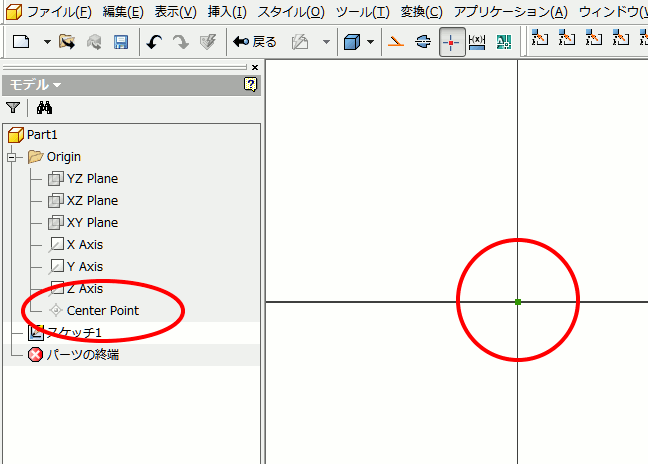 ファイル(F) 編集(E) 表示(V) 挿入(I) スタイル(O) ツール(T) 変換(C) アプリケーション(A) ウィンドウ(W
戻る
モデル
Part1
Origin
YZ Plane
XZ Plane
XY Plane
X Axis
Y Axis
Z Axis
Center Point
スケッチ1
パーツの終端